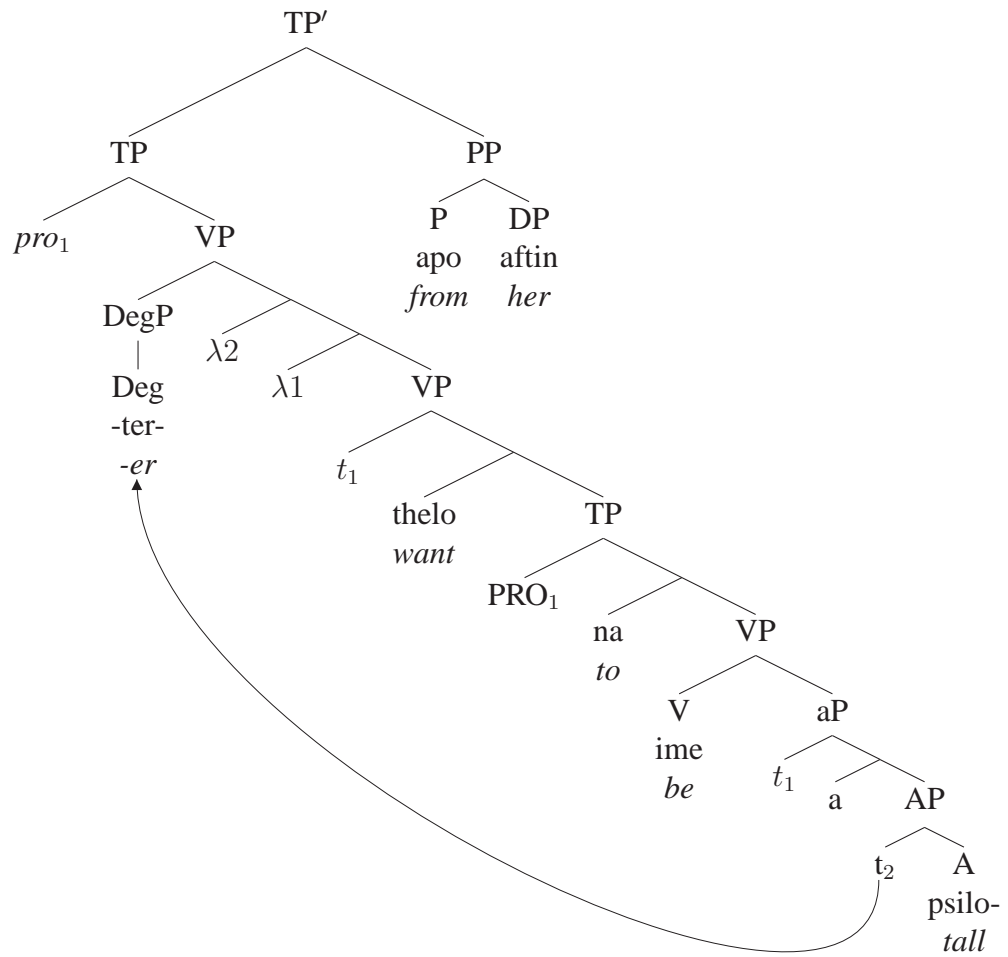 TP′
TP PP
pro₁ VP P DP
apo aftin
from her
DegP λ2
Deg λ1 VP
-ter-
-er t₁
thelo TP
want
PRO₁
na VP
to
V aP
ime
be t₁
a AP
t₂ A
psilo-
tall